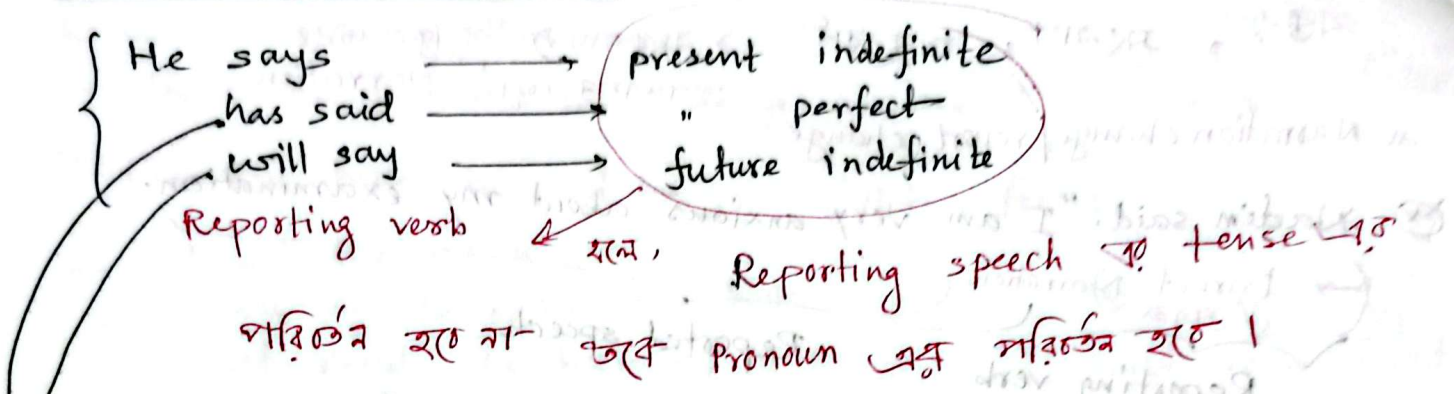 He says → present indefinite
has said → " perfect
will say → future indefinite
Reporting verb হলে, Reporting speech এর tense এর
পরিবর্তন হবে না তবে Pronoun এর পরিবর্তন হবে।